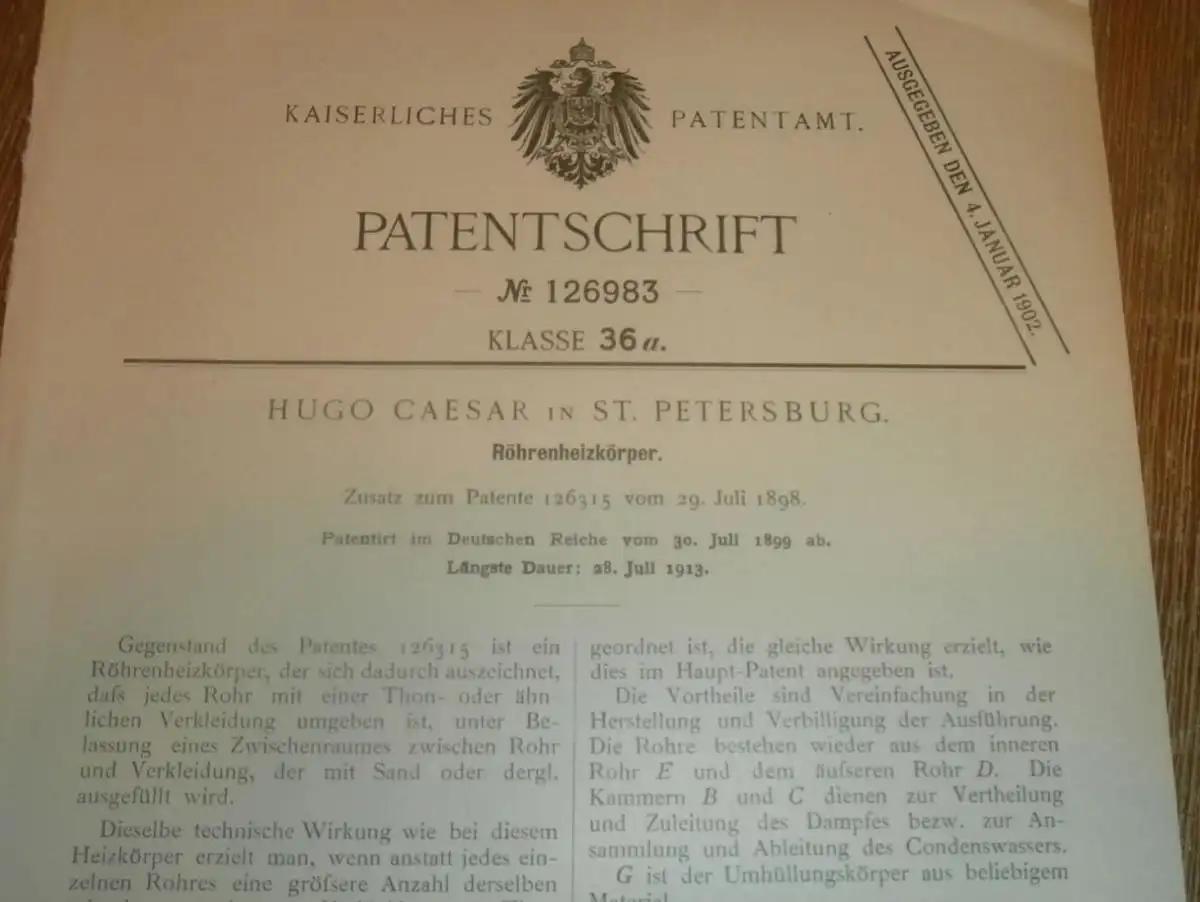 KAISERLICHES PATENTAMT.
AUSGEGEBEN DEN 4. JANUAR 1902.
PATENTSCHRIFT
— № 126983 —
KLASSE 36a.
HUGO CAESAR IN ST. PETERSBURG.
Röhrenheizkörper.
Zusatz zum Patente 126315 vom 29. Juli 1898.
Patentirt im Deutschen Reiche vom 30. Juli 1899 ab.
Längste Dauer: 28. Juli 1913.
Gegenstand des Patentes 126315 ist ein
Röhrenheizkörper, der sich dadurch auszeichnet,
daſs jedes Rohr mit einer Thon- oder ähn-
lichen Verkleidung umgeben ist, unter Be-
lassung eines Zwischenraumes zwischen Rohr
und Verkleidung, der mit Sand oder dergl.
ausgefüllt wird.
Dieselbe technische Wirkung wie bei diesem
Heizkörper erzielt man, wenn anstatt jedes ein-
zelnen Rohres eine gröſsere Anzahl derselben
geordnet ist, die gleiche Wirkung erzielt, wie
dies im Haupt-Patent angegeben ist.
Die Vortheile sind Vereinfachung in der
Herstellung und Verbilligung der Ausführung.
Die Rohre bestehen wieder aus dem inneren
Rohr E und dem äuſseren Rohr D. Die
Kammern B und C dienen zur Vertheilung
und Zuleitung des Dampfes bezw. zur An-
sammlung und Ableitung des Condenswassers.
G ist der Umhüllungskörper aus beliebigem
Material.